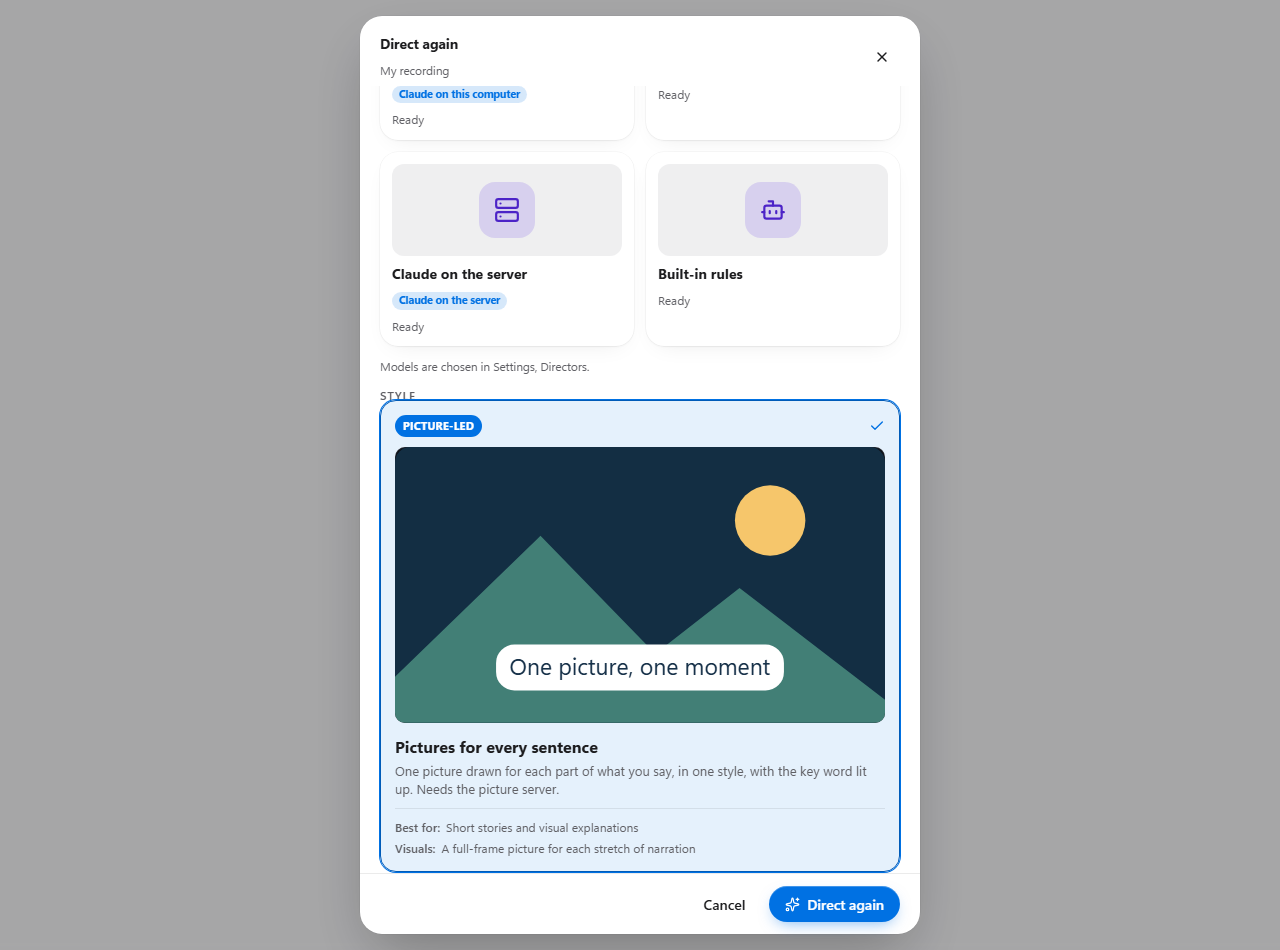 Direct again
My recording
Claude on this computer
Ready
Ready
Claude on the server
Claude on the server
Ready
Built-in rules
Ready
Models are chosen in Settings, Directors.
STYLE
PICTURE-LED
One picture, one moment
Pictures for every sentence
One picture drawn for each part of what you say, in one style, with the key word lit
up. Needs the picture server.
Best for: Short stories and visual explanations
Visuals: A full-frame picture for each stretch of narration
Cancel
Direct again